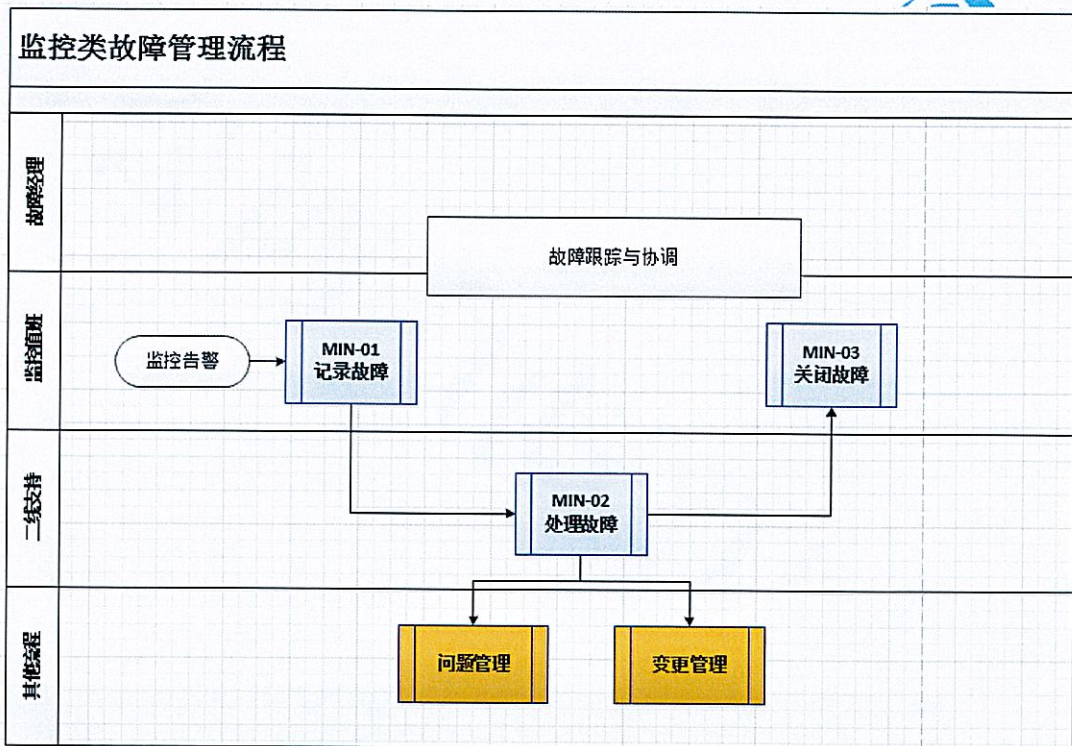 监控类故障管理流程
故障经理
故障跟踪与协调
监控值班
监控告警
MIN-01
记录故障
MIN-03
关闭故障
二线支持
MIN-02
处理故障
其他流程
问题管理
变更管理